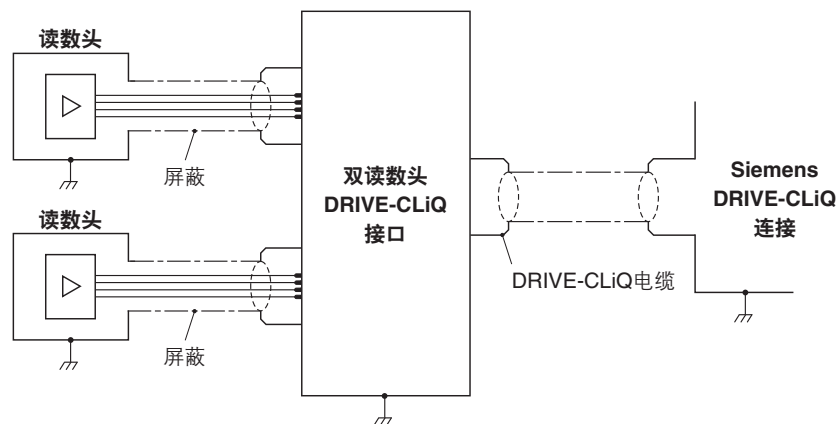 读数头
屏蔽
双读数头
DRIVE-CLiQ
接口
Siemens
DRIVE-CLiQ
连接
读数头
DRIVE-CLiQ电缆
屏蔽